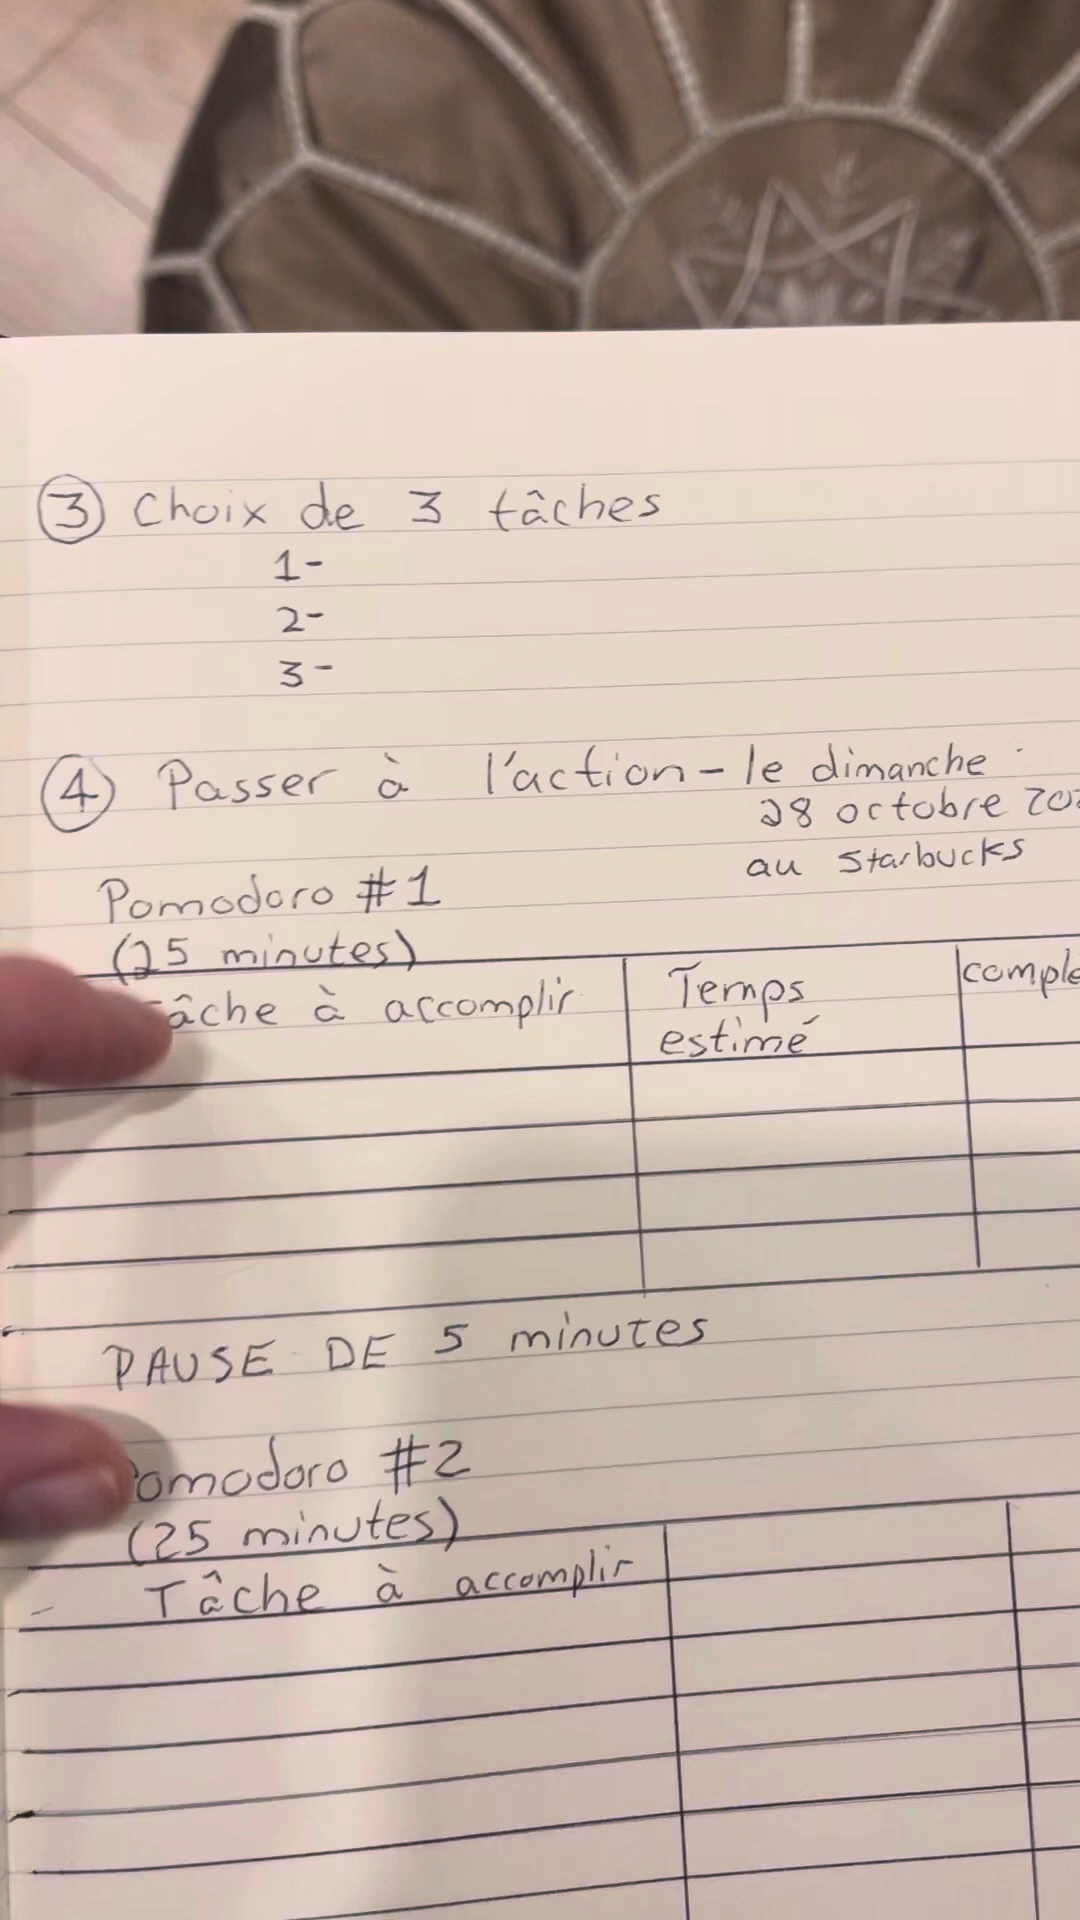 ③ Choix de 3 tâches
1-
2-
3-
④ Passer à l'action - le dimanche
28 octobre
au Starbucks
Pomodoro #1
(25 minutes)
âche à accomplir Temps
estimé
PAUSE DE 5 minutes
omodoro #2
(25 minutes)
Tâche à accomplir